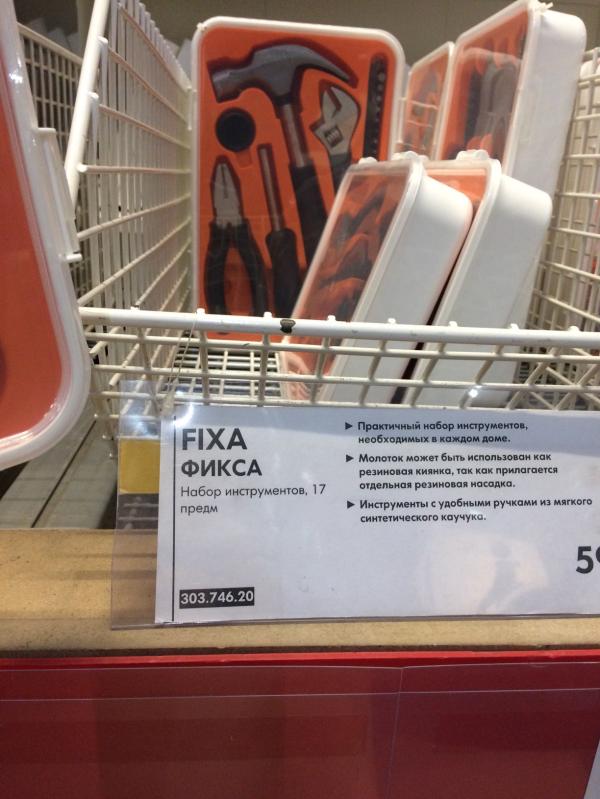 FIXA
ФИКСА
Набор инструментов, 17
предм
303.746.20
▶ Практичный набор инструментов,
необходимых в каждом доме.
▶ Молоток может быть использован как
резиновая киянка, так как прилагается
отдельная резиновая насадка.
▶ Инструменты с удобными ручками из мягкого
синтетического каучука.